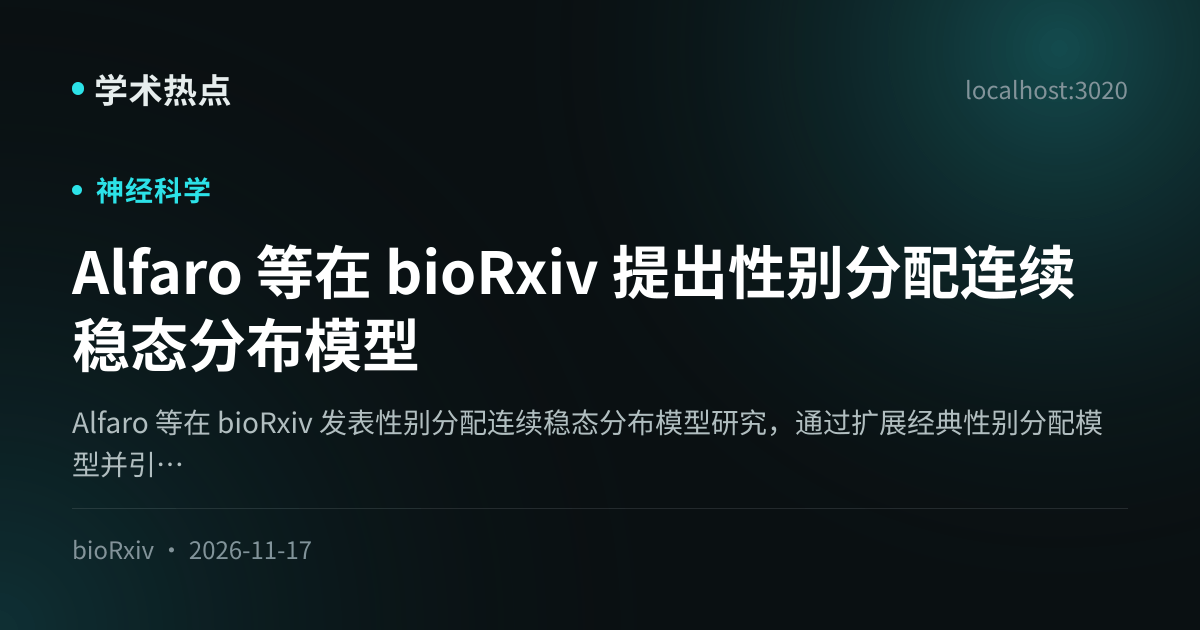 学术热点
localhost:3020
神经科学
Alfaro 等在 bioRxiv 提出性别分配连续
稳态分布模型
Alfaro 等在 bioRxiv 发表性别分配连续稳态分布模型研究，通过扩展经典性别分配模
型并引…
bioRxiv • 2026-11-17